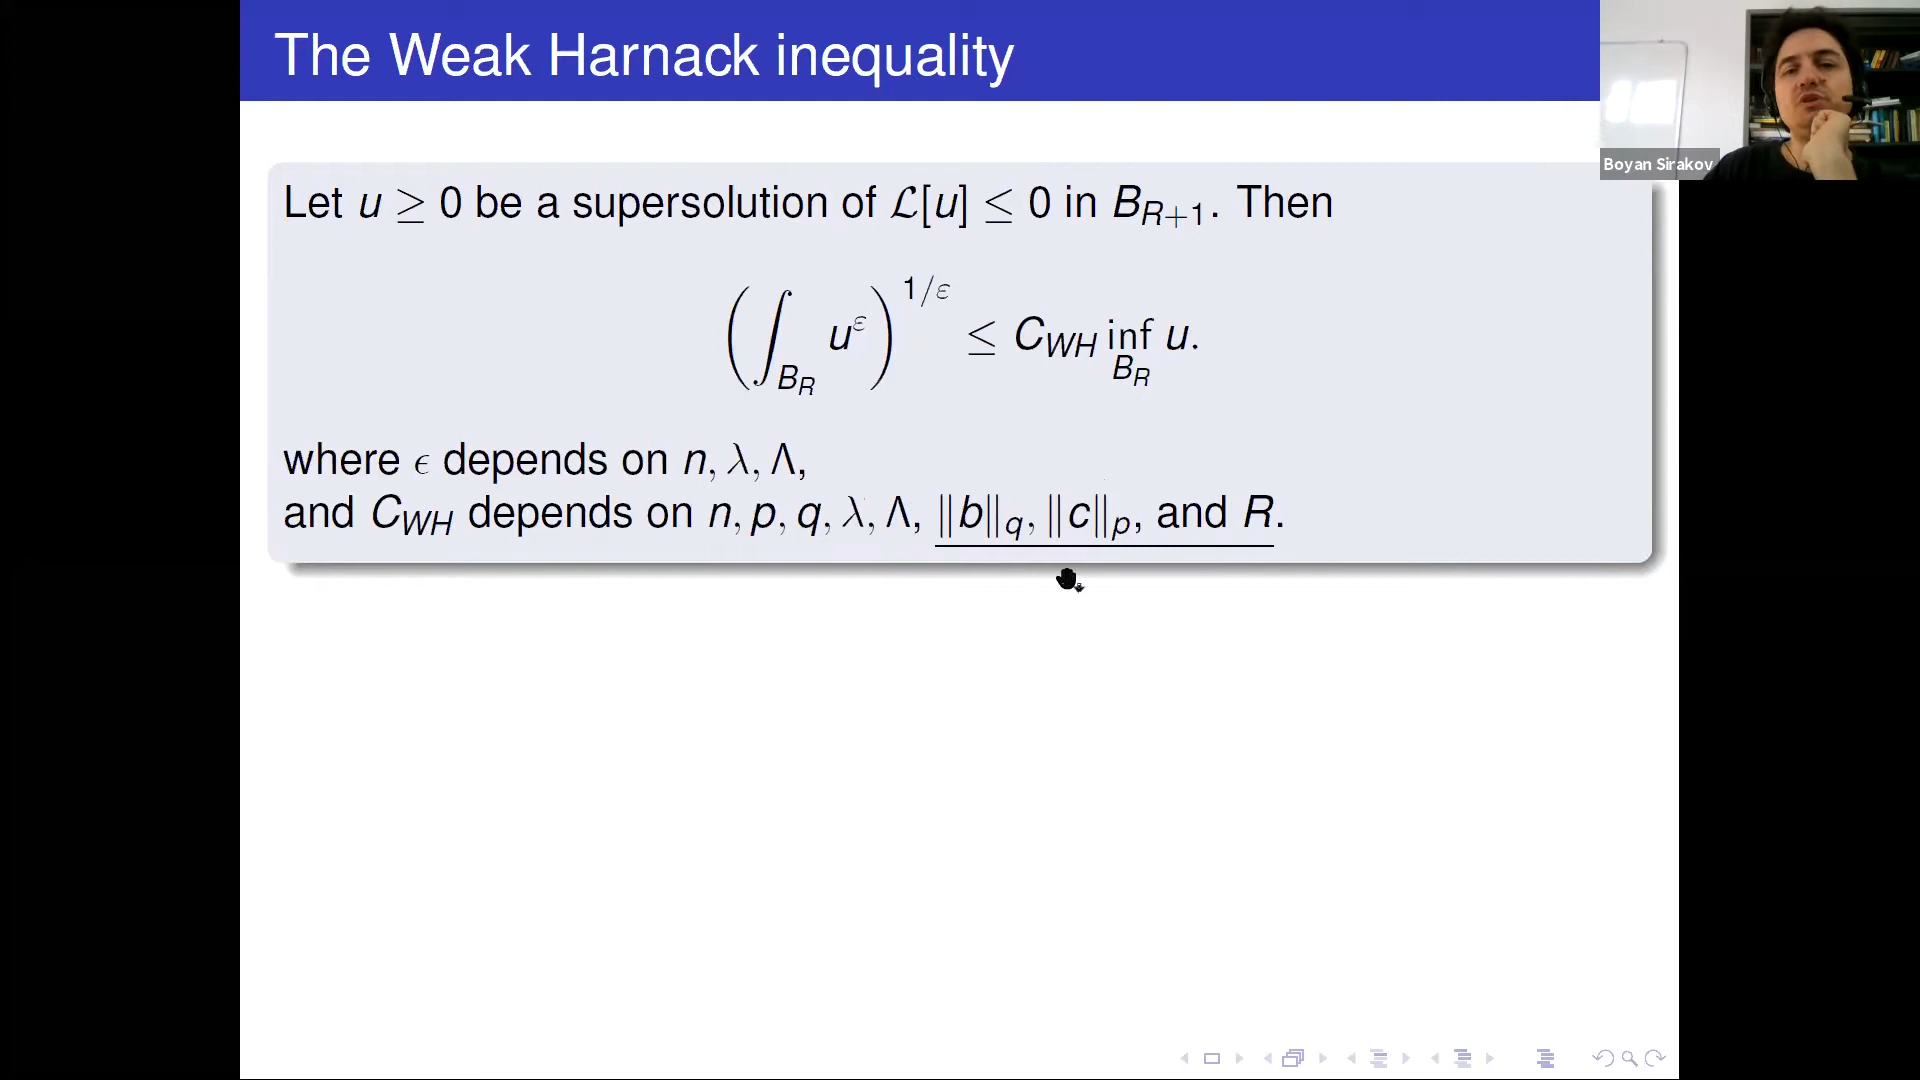 The Weak Harnack inequality
Boyan Sirakov
Let u ≥ 0 be a supersolution of ℒ[u] ≤ 0 in B_{R+1}. Then
(∫_{B_R} u^ε)^{1/ε} ≤ C_{WH} inf_{B_R} u.
where ϵ depends on n, λ, Λ,
and C_{WH} depends on n, p, q, λ, Λ, ‖b‖_q, ‖c‖_p, and R.